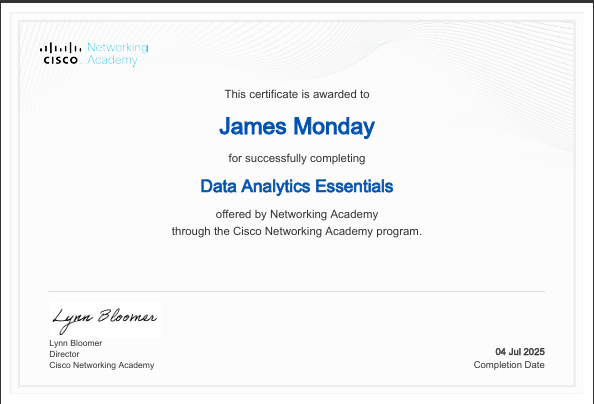 CISCO
Networking
Academy
This certificate is awarded to
James Monday
for successfully completing
Data Analytics Essentials
offered by Networking Academy
through the Cisco Networking Academy program.
Lynn Bloomer
Lynn Bloomer
Director
Cisco Networking Academy
04 Jul 2025
Completion Date